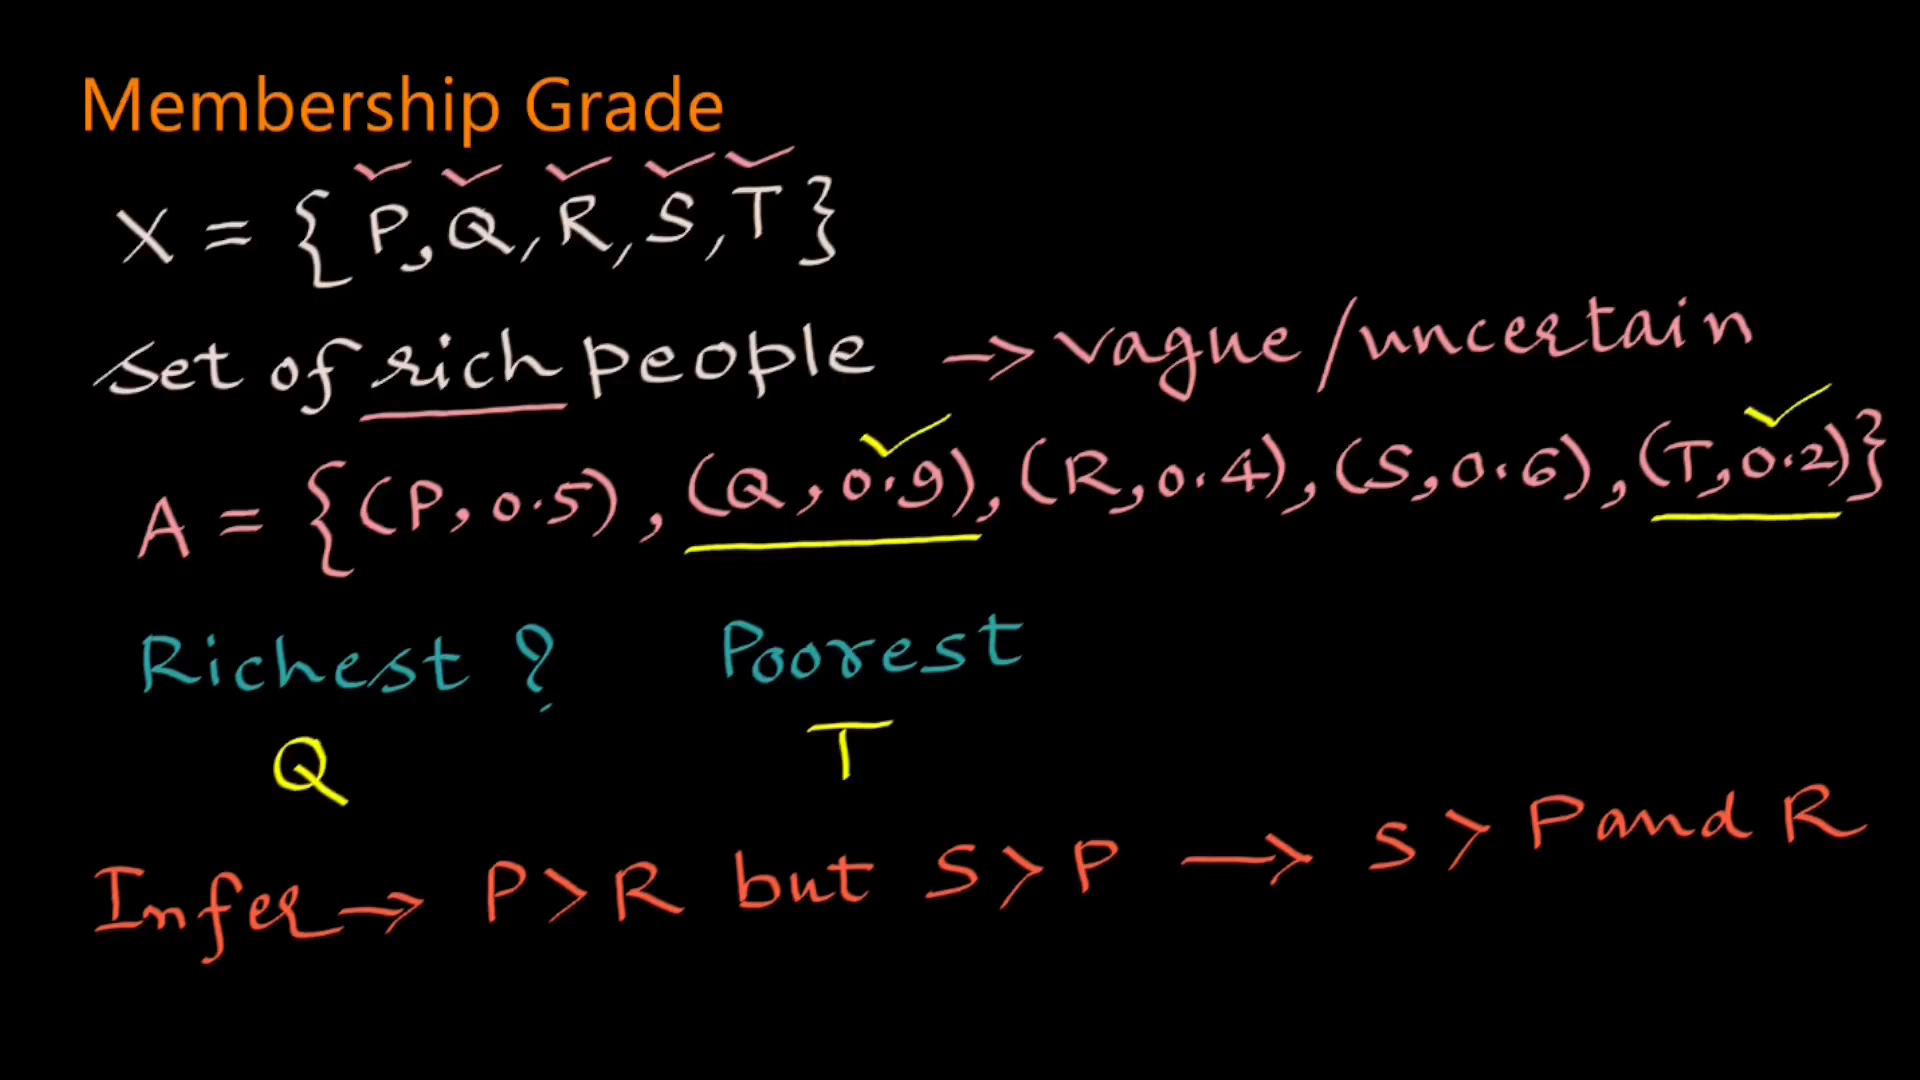 Membership Grade
X = { P, Q, R, S, T }
Set of rich people → vague/uncertain
A = {(P, 0.5), (Q, 0.9), (R, 0.4), (S, 0.6), (T, 0.2)}
Richest ? Poorest
Q T
Infer → P > R but S > P → S > P and R